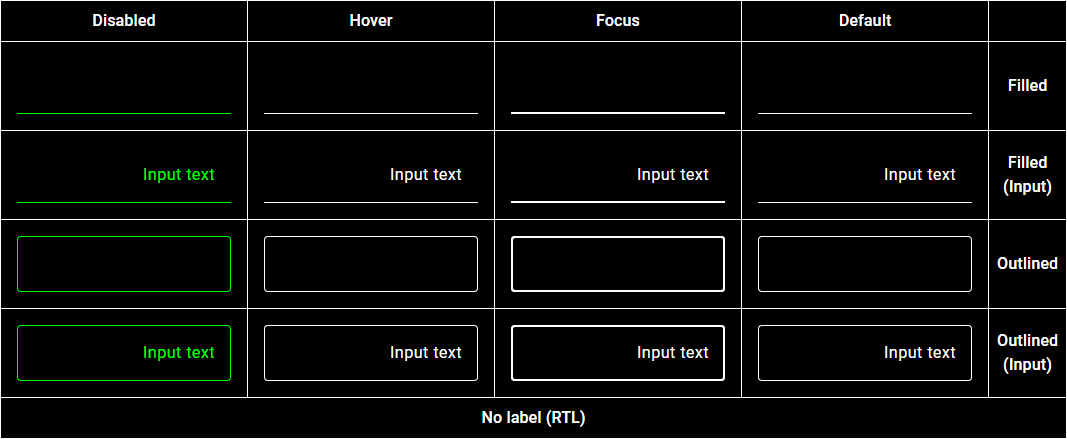 Disabled Hover Focus Default
Filled
Input text Input text Input text Input text Filled
(Input)
Outlined
Input text Input text Input text Input text Outlined
(Input)
No label (RTL)